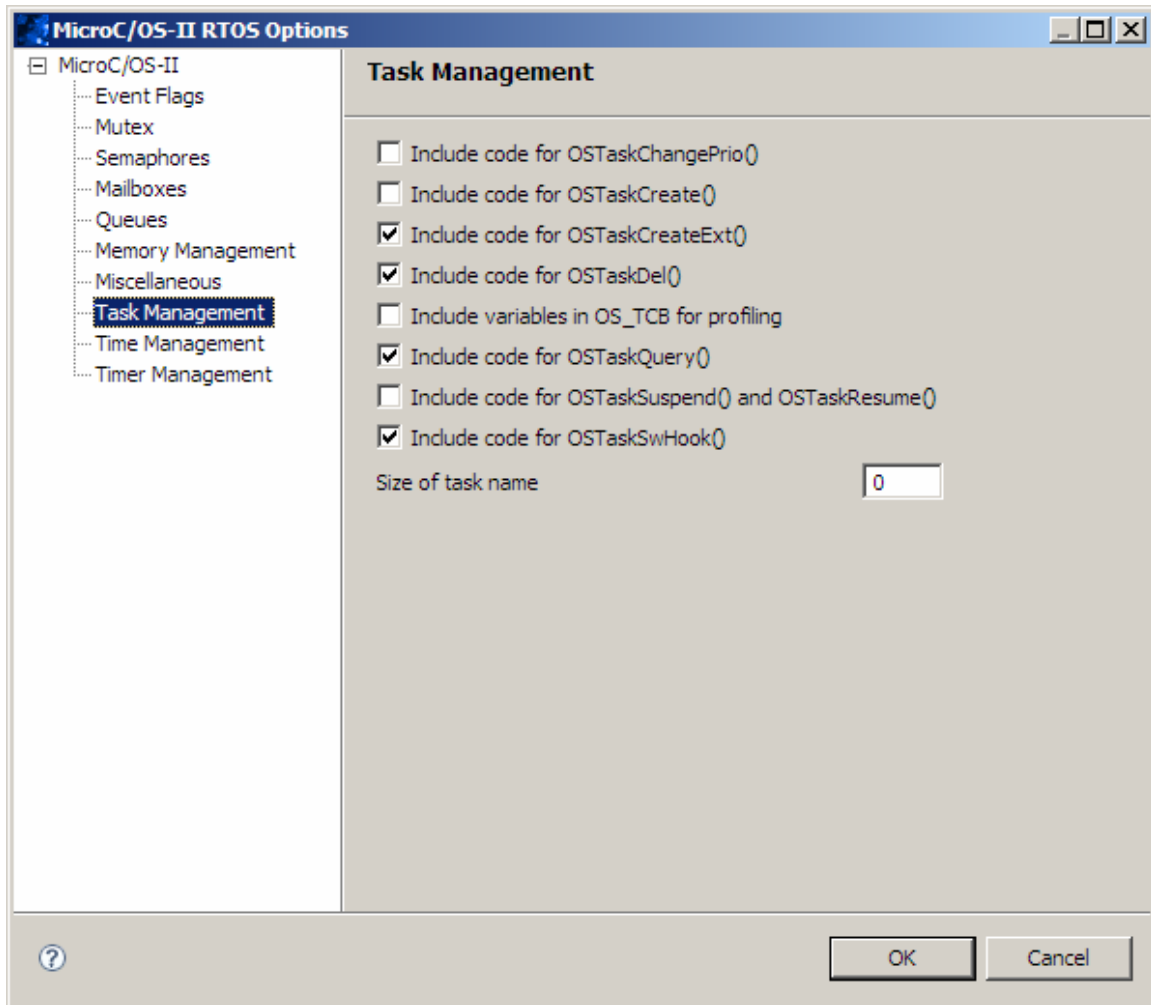 MicroC/OS-II RTOS Options
MicroC/OS-II
Event Flags
Mutex
Semaphores
Mailboxes
Queues
Memory Management
Miscellaneous
Task Management
Time Management
Timer Management
Task Management
Include code for OSTaskChangePrio()
Include code for OSTaskCreate()
Include code for OSTaskCreateExt()
Include code for OSTaskDel()
Include variables in OS_TCB for profiling
Include code for OSTaskQuery()
Include code for OSTaskSuspend() and OSTaskResume()
Include code for OSTaskSwHook()
Size of task name 0
? OK Cancel